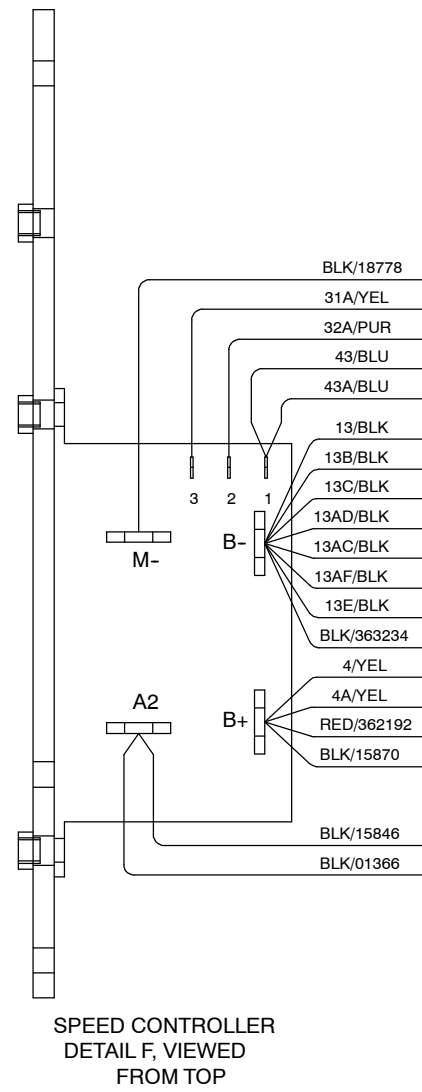 BLK/18778
31A/YEL
32A/PUR
43/BLU
43A/BLU
13/BLK
13B/BLK
13C/BLK
13AD/BLK
13AC/BLK
13AF/BLK
13E/BLK
BLK/363234
3 2 1
B-
M-
4/YEL
4A/YEL
RED/362192
BLK/15870
A2
B+
BLK/15846
BLK/01366
SPEED CONTROLLER
DETAIL F, VIEWED
FROM TOP